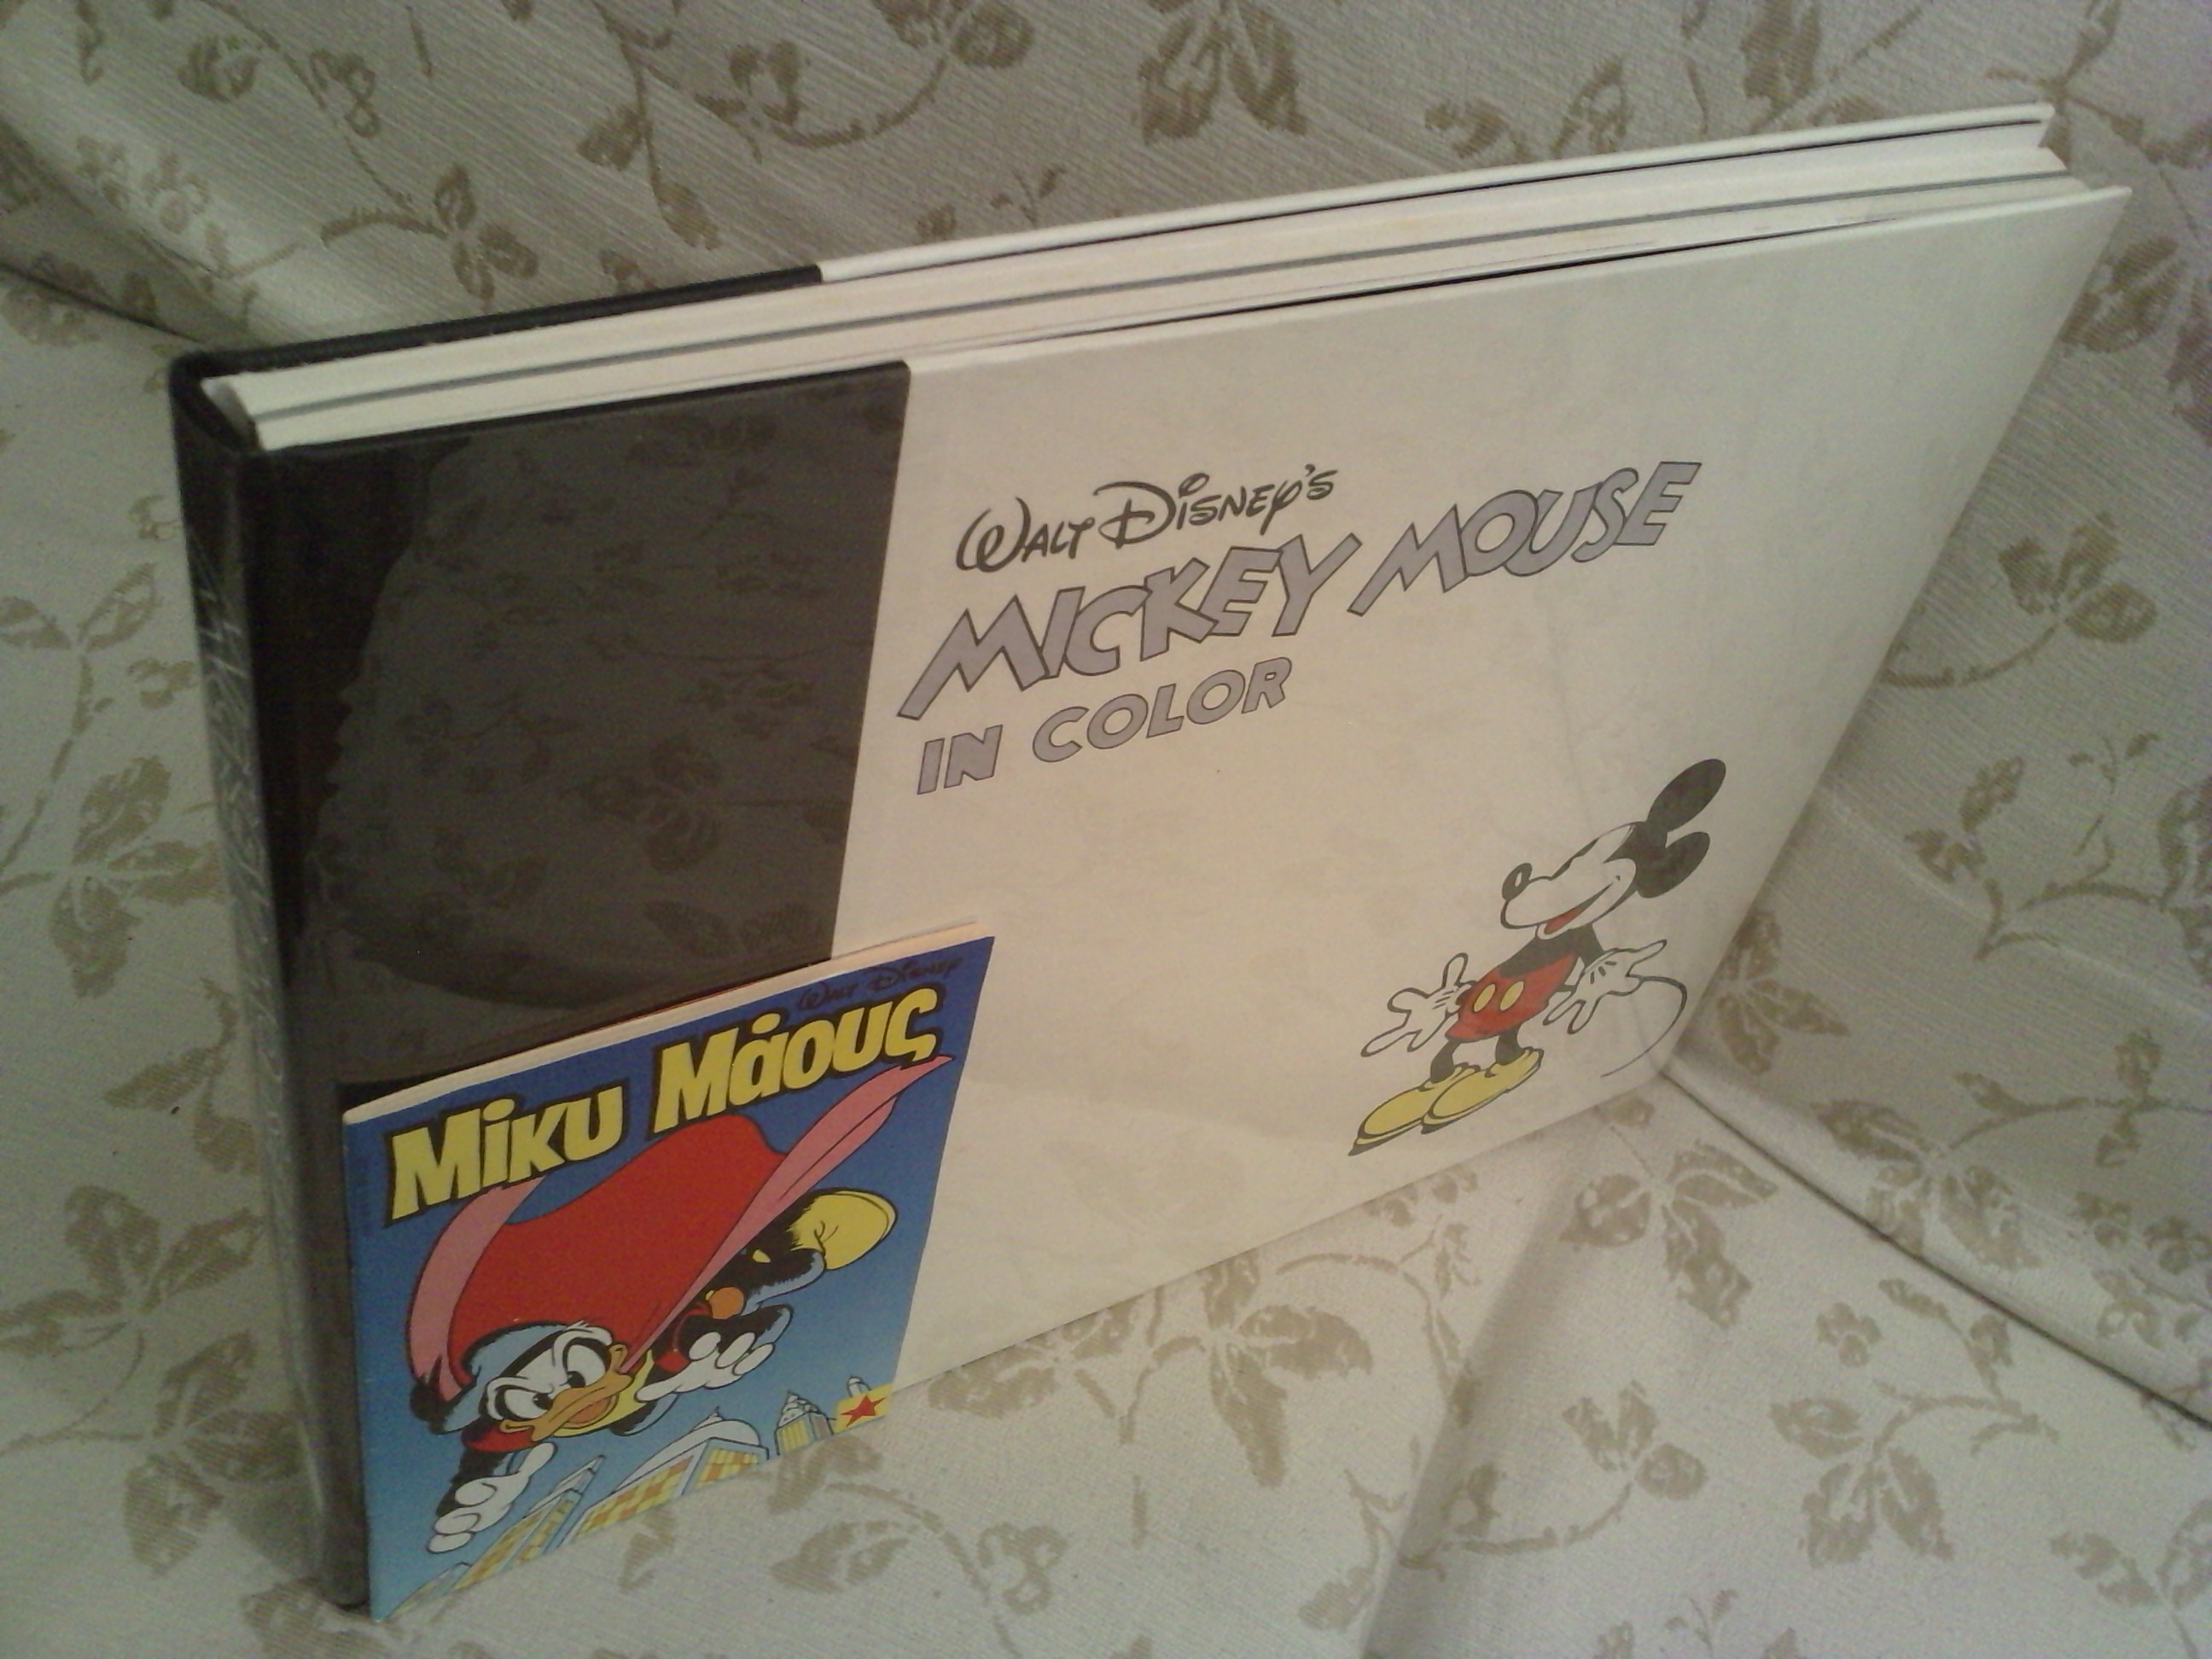 Walt Disney's
MICKEY MOUSE
IN COLOR
Walt Disney
Μίκυ Μάους